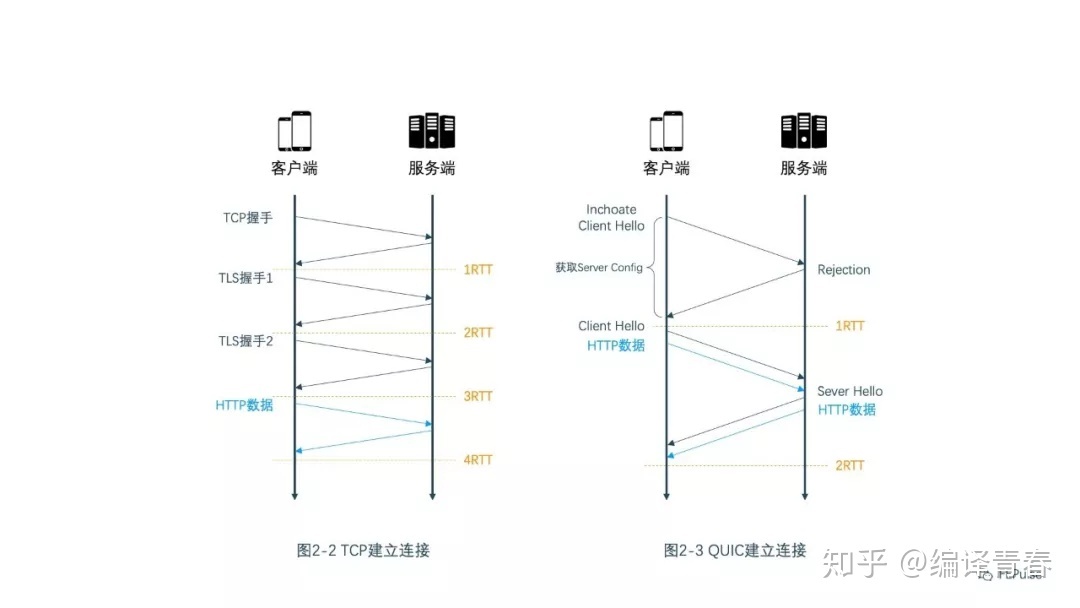 客户端
服务端
TCP握手
1RTT
TLS握手1
2RTT
TLS握手2
3RTT
HTTP数据
4RTT
图2-2 TCP建立连接
客户端
服务端
Inchoate
Client Hello
获取Server Config
Rejection
Client Hello
1RTT
HTTP数据
Sever Hello
HTTP数据
2RTT
图2-3 QUIC建立连接
知乎 @编译青春